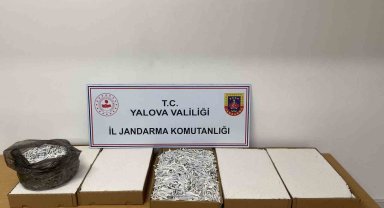 T.C.
YALOVA VALİLİĞİ
İL JANDARMA KOMUTANLIĞI